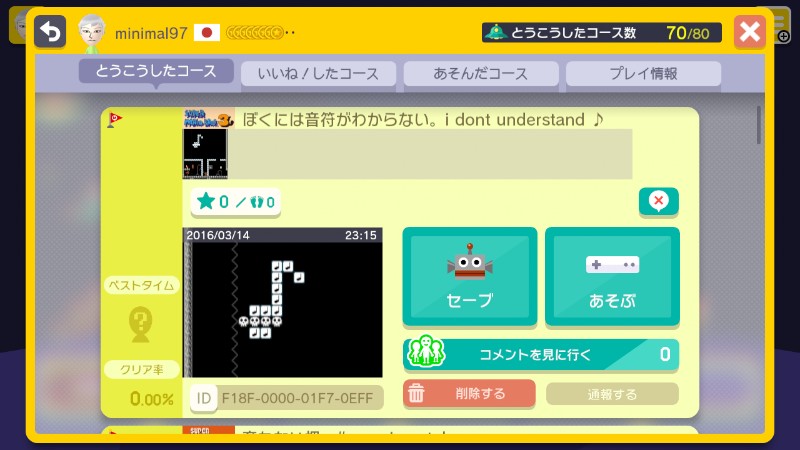 minimal97
とうこうしたコース数 70/80
とうこうしたコース
いいね!したコース
あそんだコース
プレイ情報
ぼくには音符がわからない。i dont understand ♪
0 / 0
2016/03/14 23:15
ベストタイム
?
クリア率
0.00%
セーブ
あそぶ
コメントを見に行く 0
ID F18F-0000-01F7-0EFF
削除する
通報する